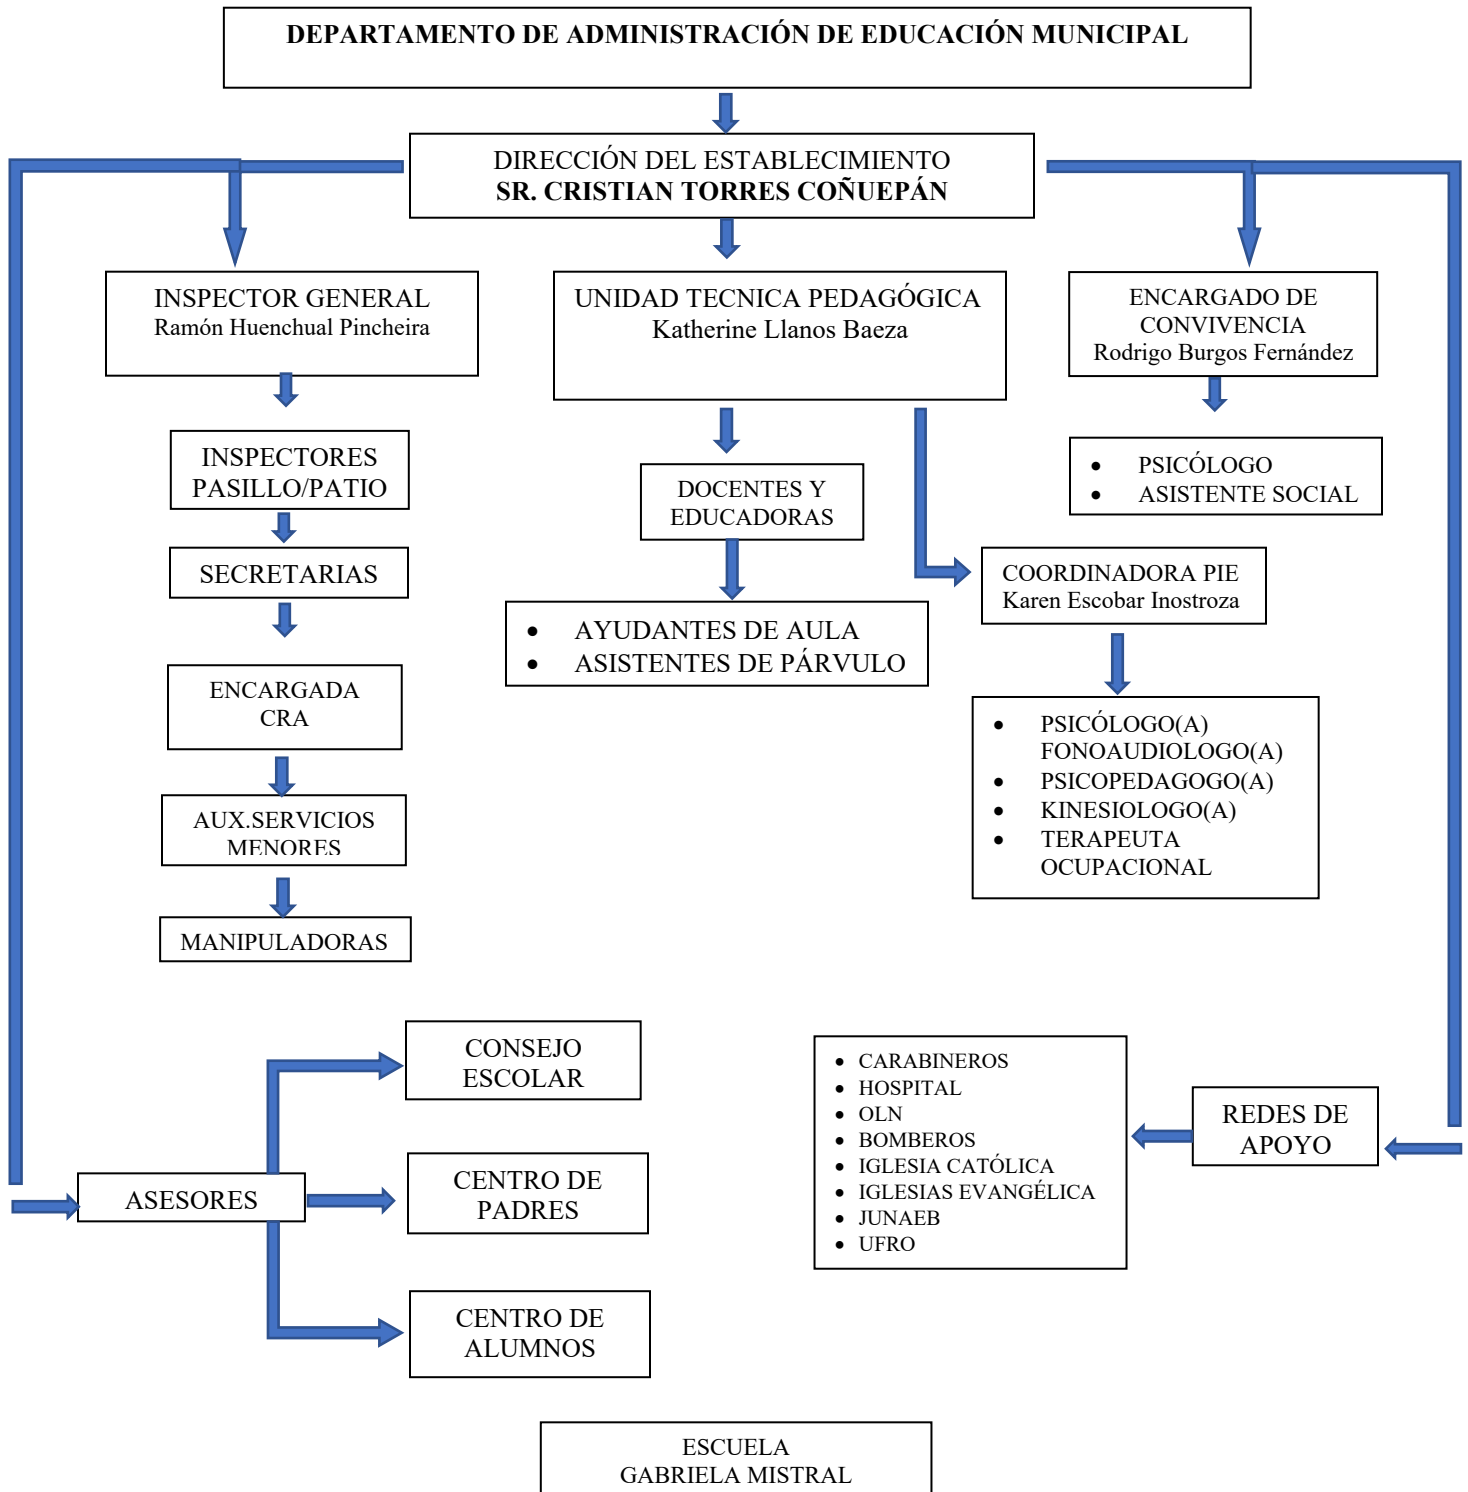 DEPARTAMENTO DE ADMINISTRACIÓN DE EDUCACIÓN MUNICIPAL
DIRECCIÓN DEL ESTABLECIMIENTO
SR. CRISTIAN TORRES COÑUEPÁN
INSPECTOR GENERAL
Ramón Huenchual Pincheira
UNIDAD TECNICA PEDAGÓGICA
Katherine Llanos Baeza
ENCARGADO DE
CONVIVENCIA
Rodrigo Burgos Fernández
INSPECTORES
PASILLO/PATIO
DOCENTES Y
EDUCADORAS
• PSICÓLOGO
• ASISTENTE SOCIAL
SECRETARIAS
COORDINADORA PIE
Karen Escobar Inostroza
• AYUDANTES DE AULA
• ASISTENTES DE PÁRVULO
ENCARGADA
CRA
• PSICÓLOGO(A)
FONOAUDIOLOGO(A)
• PSICOPEDAGOGO(A)
• KINESIOLOGO(A)
• TERAPEUTA
OCUPACIONAL
AUX.SERVICIOS
MENORES
MANIPULADORAS
CONSEJO
ESCOLAR
• CARABINEROS
• HOSPITAL
• OLN
• BOMBEROS
• IGLESIA CATÓLICA
• IGLESIAS EVANGÉLICA
• JUNAEB
• UFRO
REDES DE
APOYO
ASESORES
CENTRO DE
PADRES
CENTRO DE
ALUMNOS
ESCUELA
GABRIELA MISTRAL